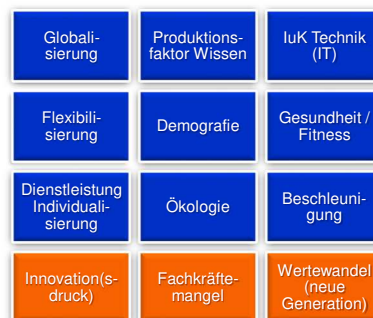 Globali-
sierung
Produktions-
faktor Wissen
IuK Technik
(IT)
Flexibili-
sierung
Demografie
Gesundheit /
Fitness
Dienstleistung
Individuali-
sierung
Ökologie
Beschleuni-
gung
Innovation(s-
druck)
Fachkräfte-
mangel
Wertewandel
(neue
Generation)